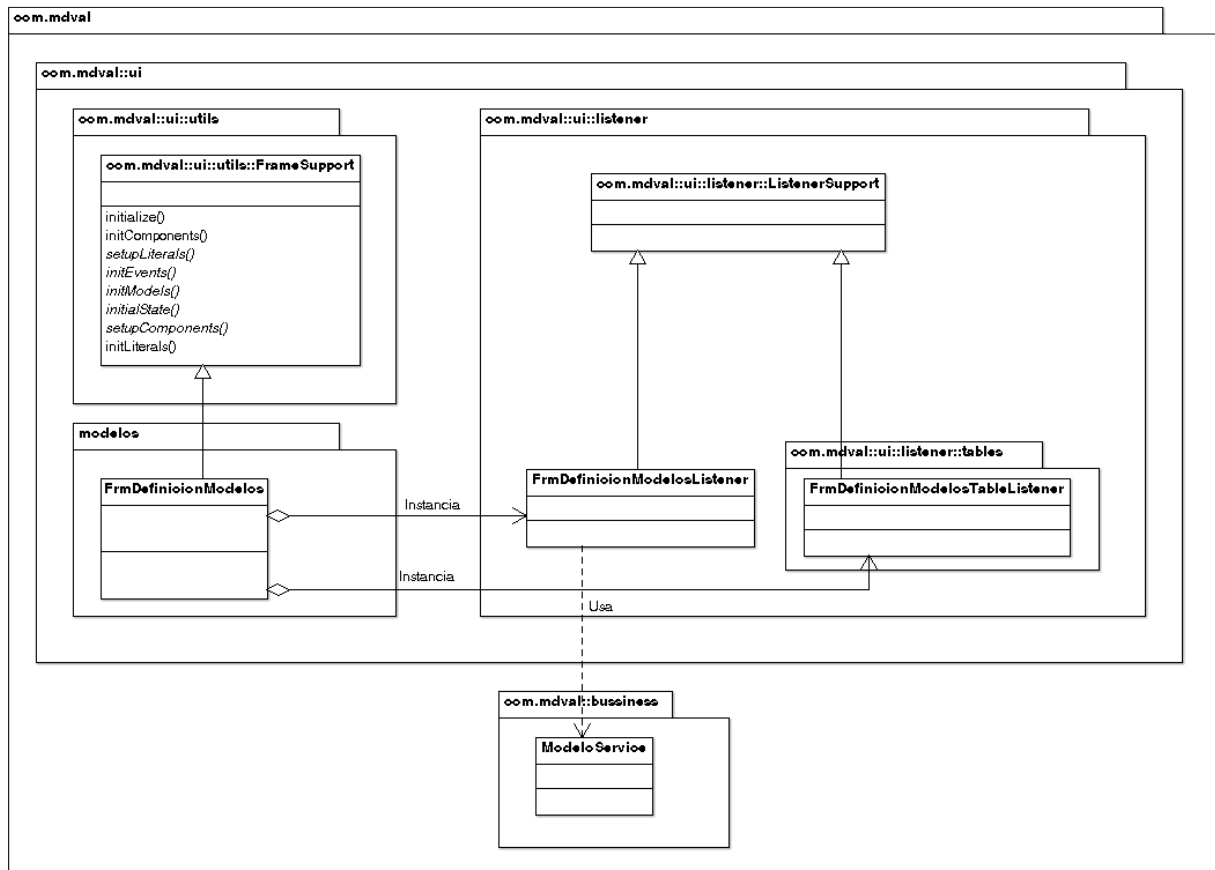 com.mdval
com.mdval::ui
com.mdval::ui::utils
com.mdval::ui::listener
com.mdval::ui::utils::FrameSupport
com.mdval::ui::listener::ListenerSupport
initialize()
initComponents()
setupLiterals()
initEvents()
initModels()
initialState()
setupComponents()
initLiterals()
modelos
com.mdval::ui::listener::tables
FrmDefinicionModelos
FrmDefinicionModelosListener
FrmDefinicionModelosTableListener
Instancia
Instancia
Usa
com.mdval::bussiness
ModeloService